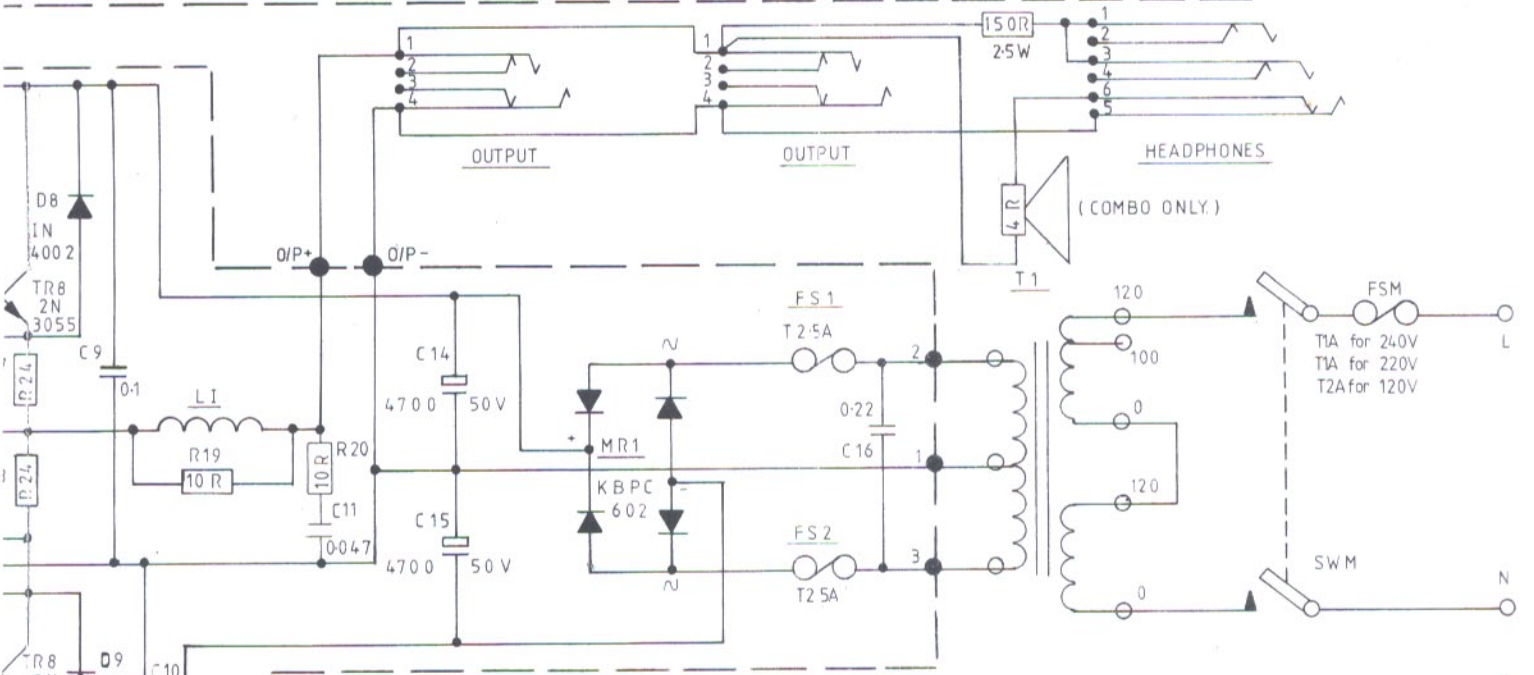 150R
2·5W
1
2
3
4
1
2
3
4
1
2
3
4
6
5
OUTPUT
OUTPUT
HEADPHONES
4R
(COMBO ONLY.)
D8
IN
4002
O/P+
O/P-
TR8
2N
3055
C9
0·1
R24
R24
L1
R19
10R
R20
10R
C11
0·047
C14
4700
50V
C15
4700
50V
~
+
MR1
KBPC
602
-
~
FS1
T2·5A
FS2
T2 5A
0·22
C16
2
1
3
T1
120
100
0
120
0
FSM
T1A for 240V
T1A for 220V
T2A for 120V
L
SWM
N
TR8
D9
C10